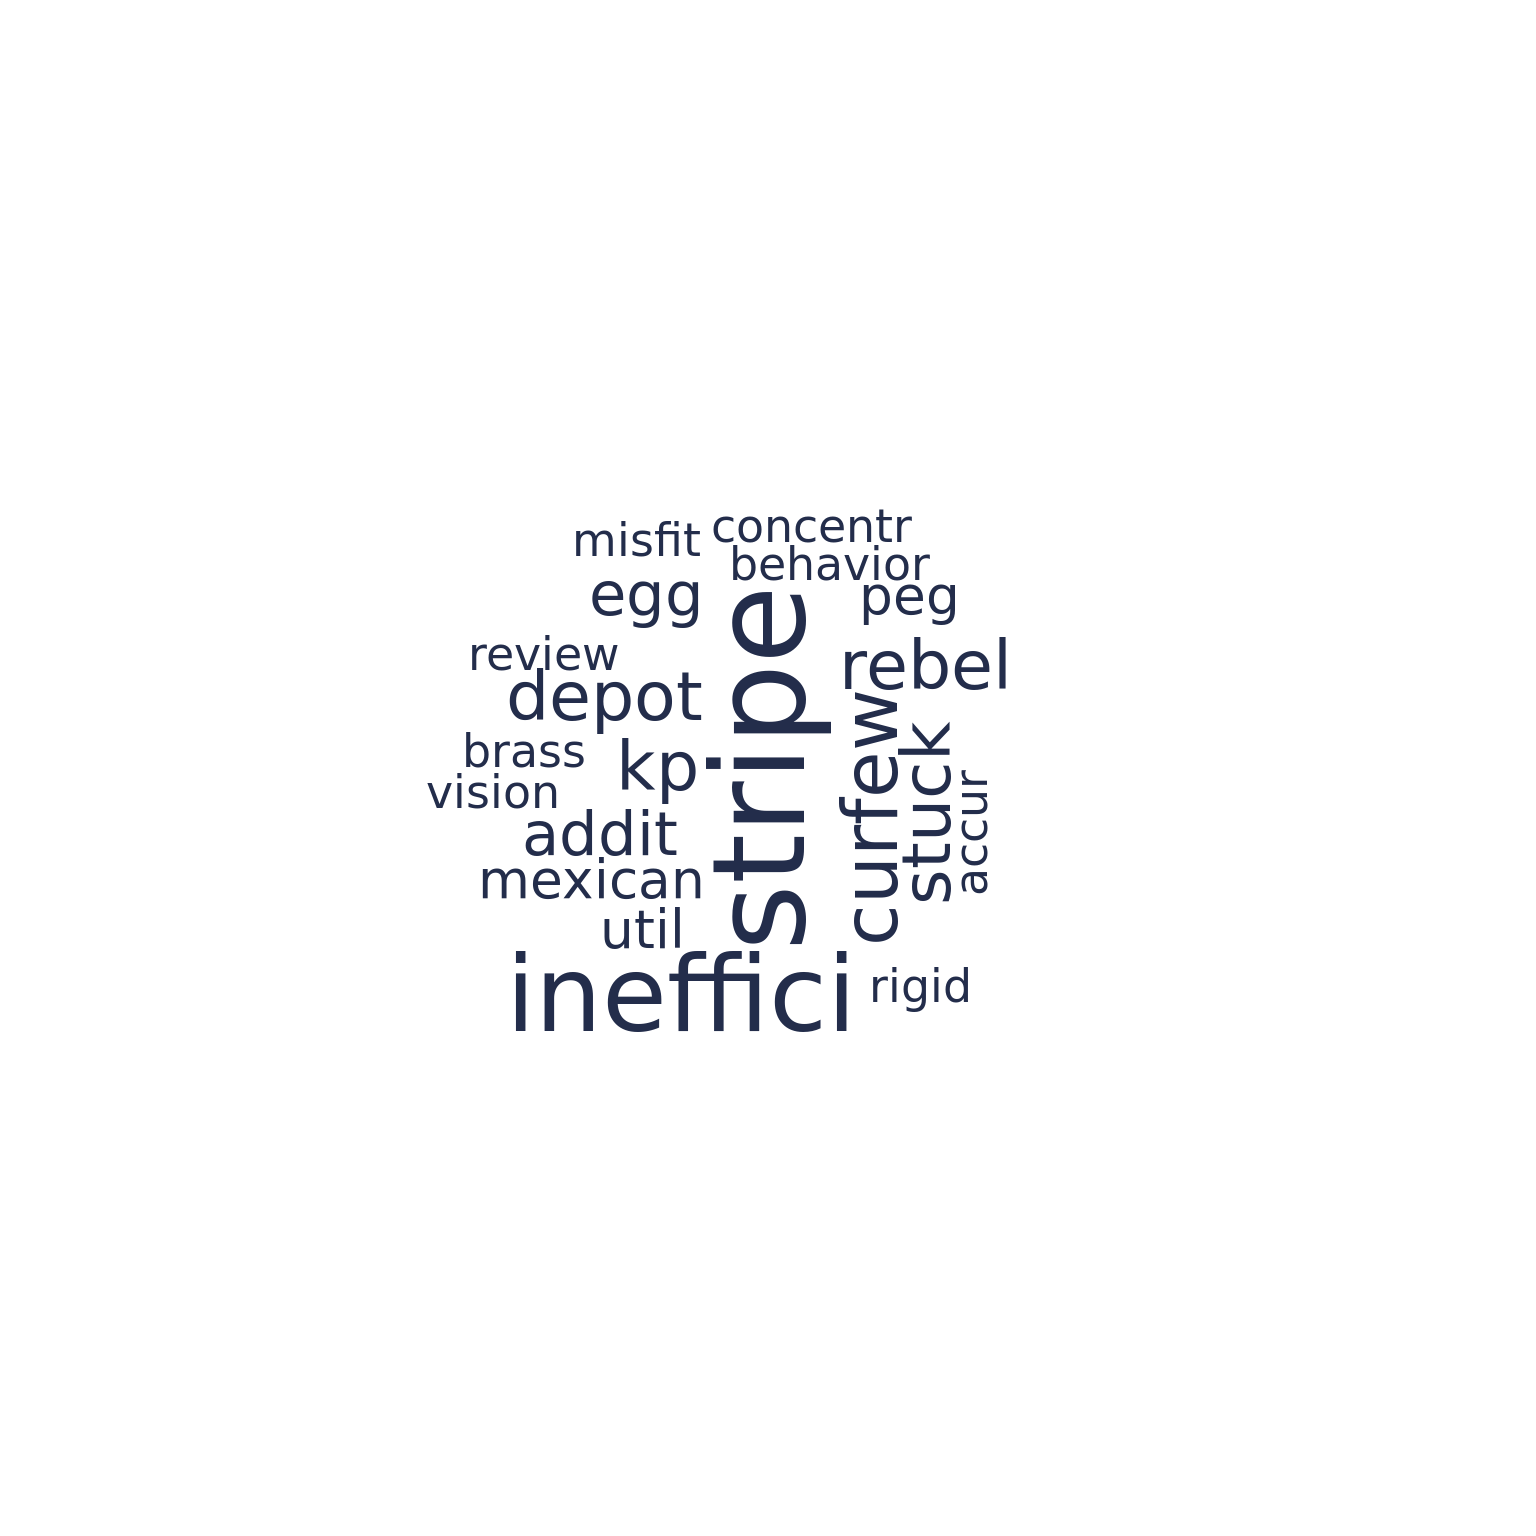 concentr
misfit
behavior
egg
peg
stripe
review
rebel
depot
curfew
stuck
brass
kp
vision
accur
addit
mexican
util
ineffici
rigid